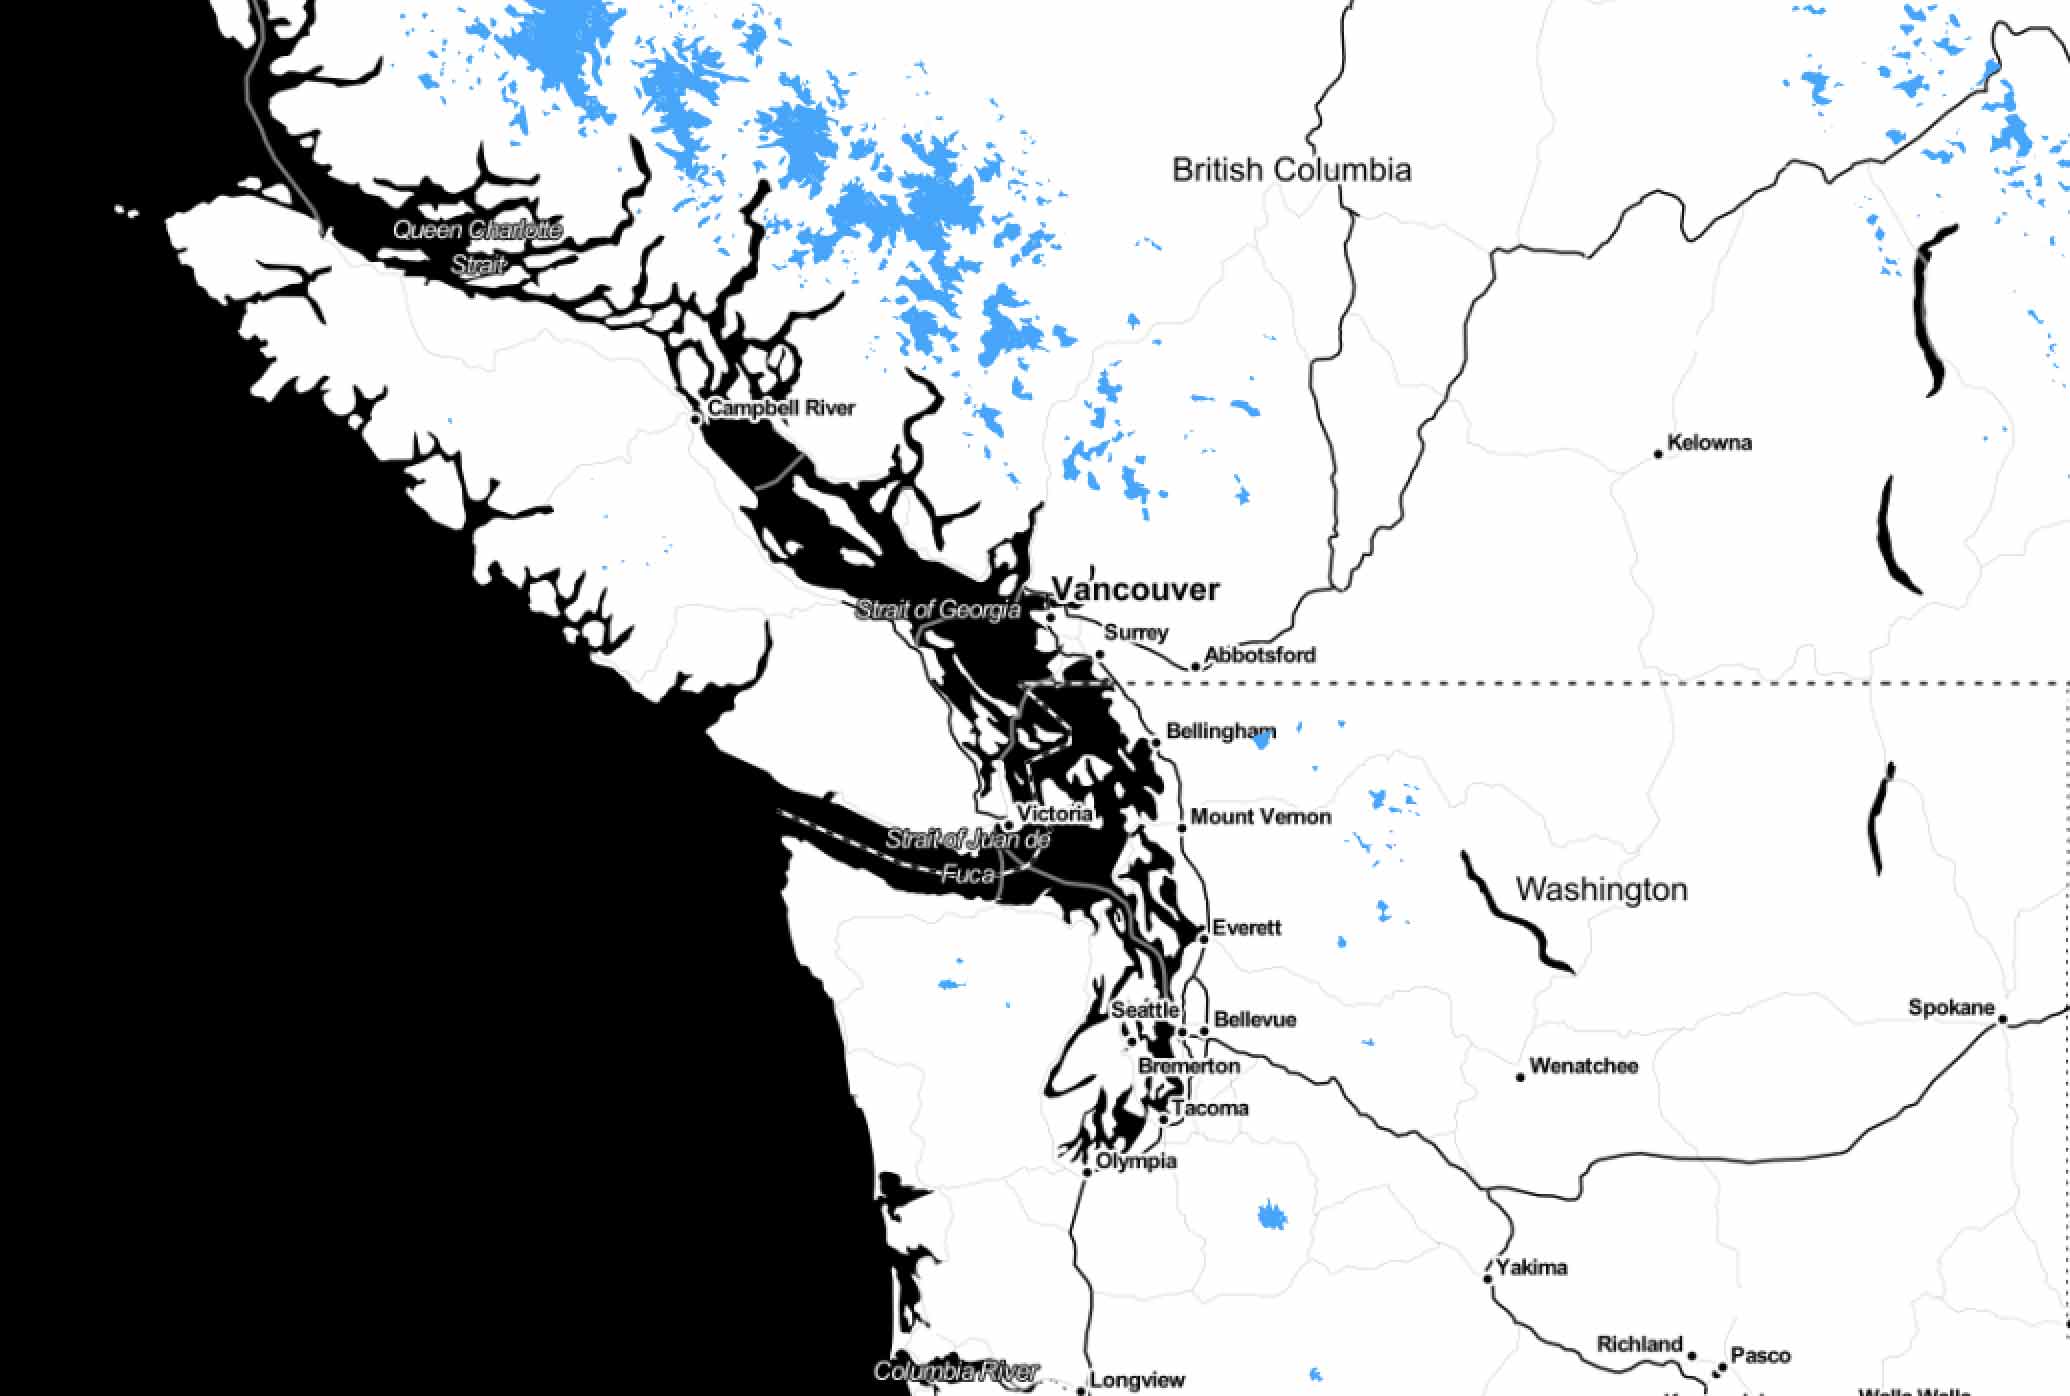 British Columbia
Queen Charlotte
Strait
Campbell River
Kelowna
Vancouver
Strait of Georgia
Surrey
Abbotsford
Bellingham
Victoria
Mount Vernon
Strait of Juan de
Fuca
Washington
Everett
Seattle
Bellevue
Spokane
Bremerton
Wenatchee
Tacoma
Olympia
Yakima
Richland
Pasco
Columbia River
Longview
Walla Walla